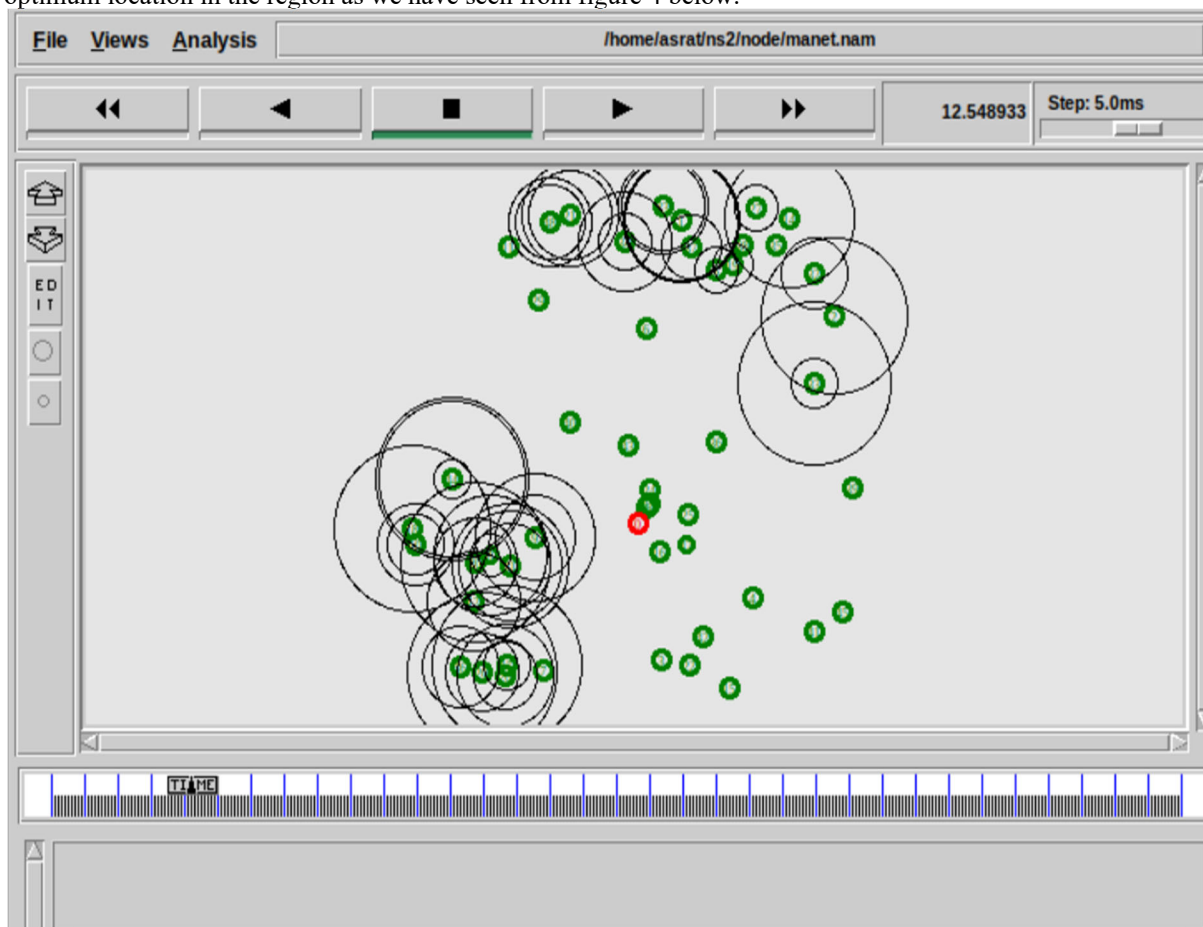 optimum location in the region as we have seen from figure 4 below.
File Views Analysis /home/asrat/ns2/node/manet.nam
12.548933 Step: 5.0ms
ED
IT
TIME